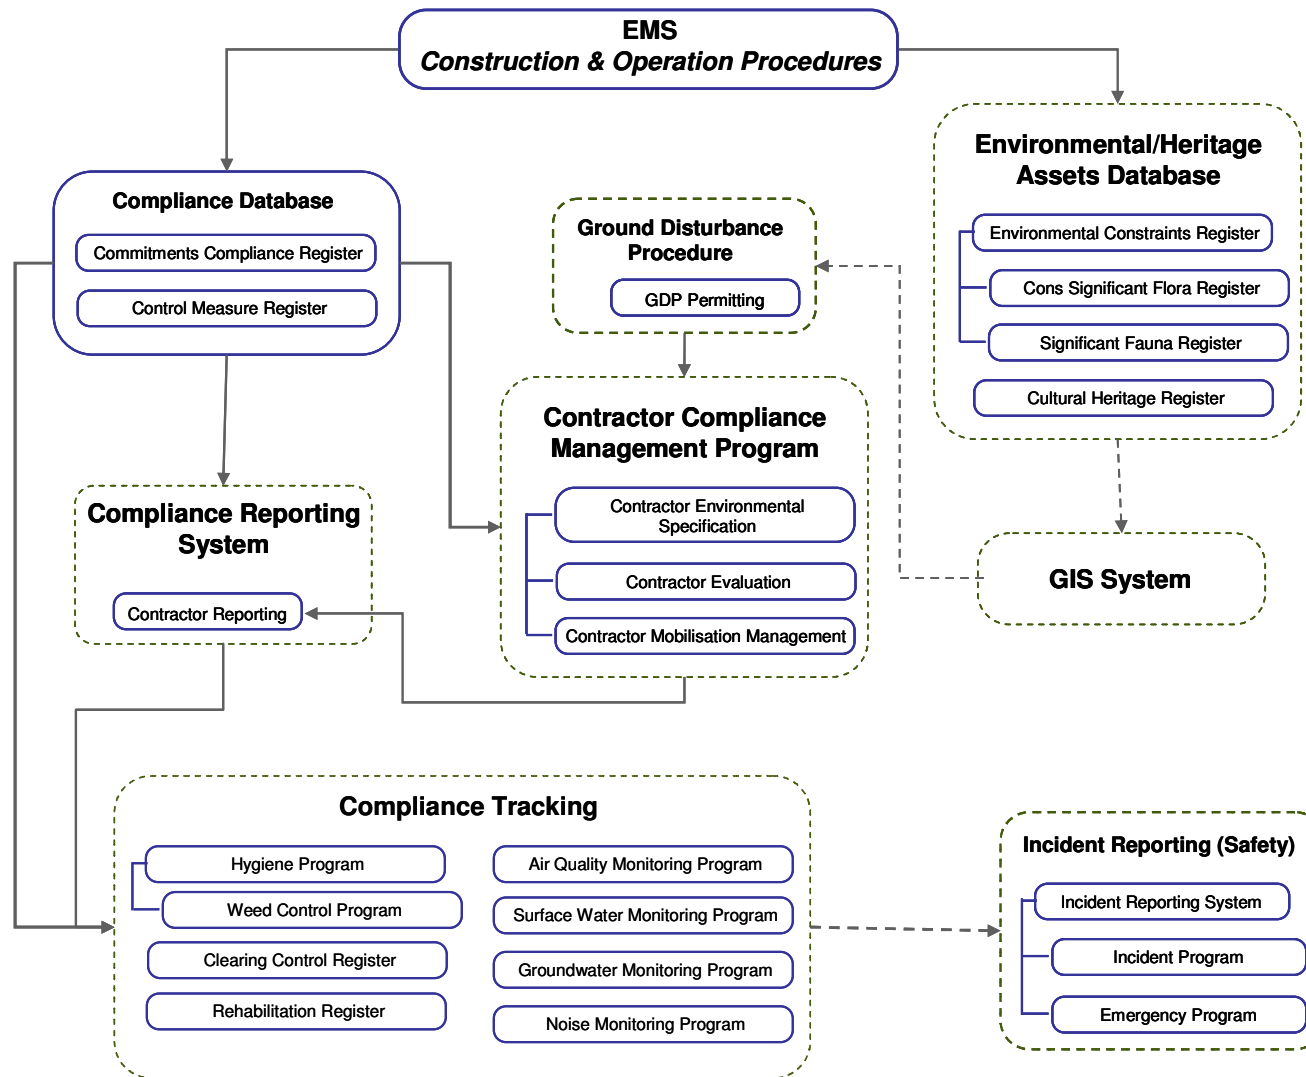 EMS
Construction & Operation Procedures
Compliance Database
Commitments Compliance Register
Control Measure Register
Ground Disturbance
Procedure
GDP Permitting
Environmental/Heritage
Assets Database
Environmental Constraints Register
Cons Significant Flora Register
Significant Fauna Register
Cultural Heritage Register
Contractor Compliance
Management Program
Contractor Environmental
Specification
Contractor Evaluation
Contractor Mobilisation Management
Compliance Reporting
System
Contractor Reporting
GIS System
Compliance Tracking
Hygiene Program
Weed Control Program
Clearing Control Register
Rehabilitation Register
Air Quality Monitoring Program
Surface Water Monitoring Program
Groundwater Monitoring Program
Noise Monitoring Program
Incident Reporting (Safety)
Incident Reporting System
Incident Program
Emergency Program